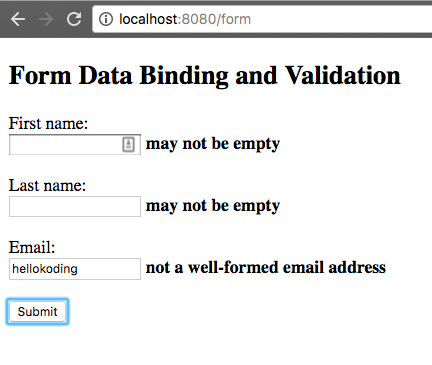 localhost:8080/form
Form Data Binding and Validation
First name:
may not be empty
Last name:
may not be empty
Email:
hellokoding not a well-formed email address
Submit